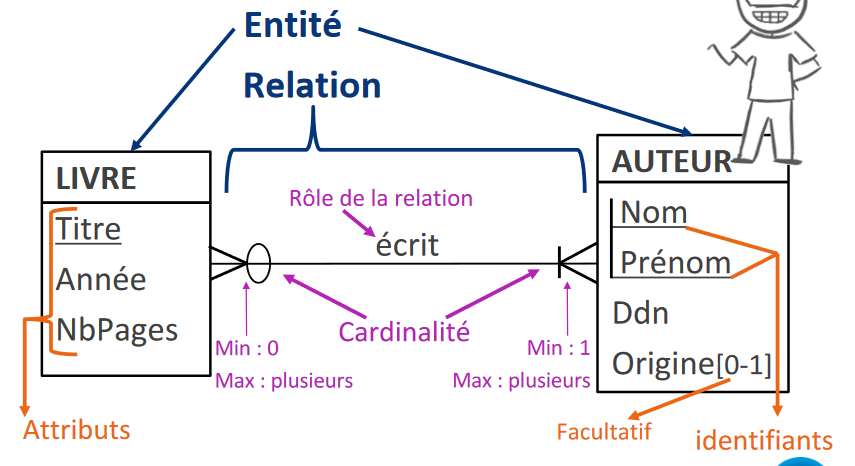 Entité
Relation
LIVRE
Titre
Année
NbPages
Rôle de la relation
écrit
Cardinalité
Min : 0
Max : plusieurs
Min : 1
Max : plusieurs
AUTEUR
Nom
Prénom
Ddn
Origine[0-1]
Attributs
Facultatif
identifiants